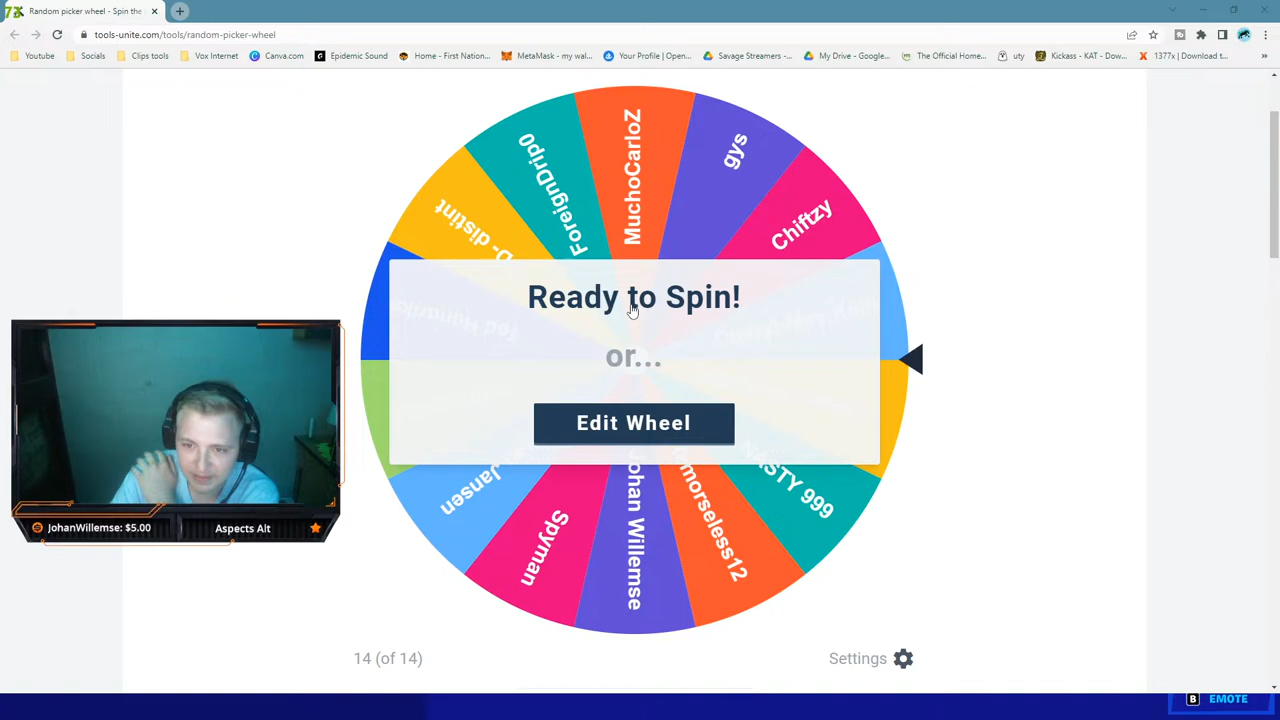 Random picker wheel - Spin the
tools-unite.com/tools/random-picker-wheel
Youtube
Socials
Clips tools
Vox Internet
Canva.com
Epidemic Sound
Home - First Nation...
MetaMask - my wal...
Your Profile | Open...
Savage Streamers -...
My Drive - Google...
The Official Home...
uty
Kickass - KAT - Dow...
1377x | Download t...
ForeignDrip0
MuchoCarloZ
gys
Chiftzy
D- distint
Ready to Spin!
or...
Edit Wheel
Jansen
Spyman
Johan Willemse
morseless12
NASTY 999
JohanWillemse: $5.00
Aspects Alt
14 (of 14)
Settings
B EMOTE